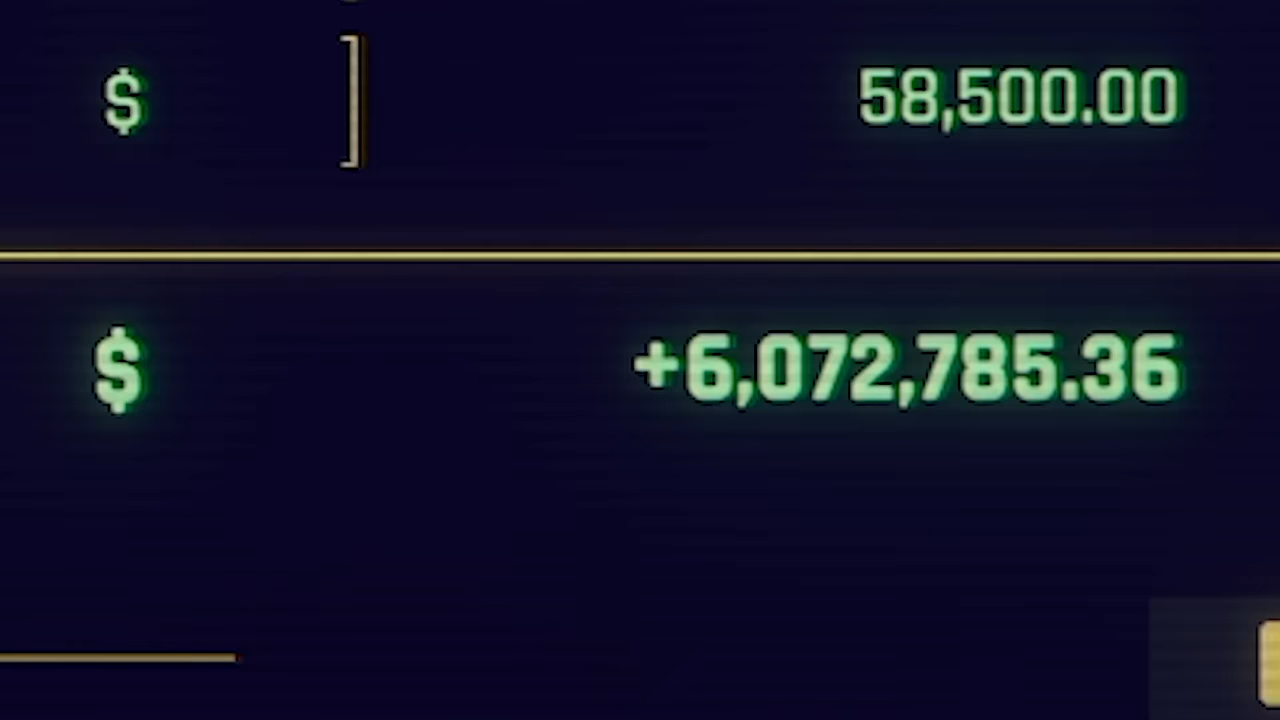 $ ] 58,500.00
$ +6,072,785.36